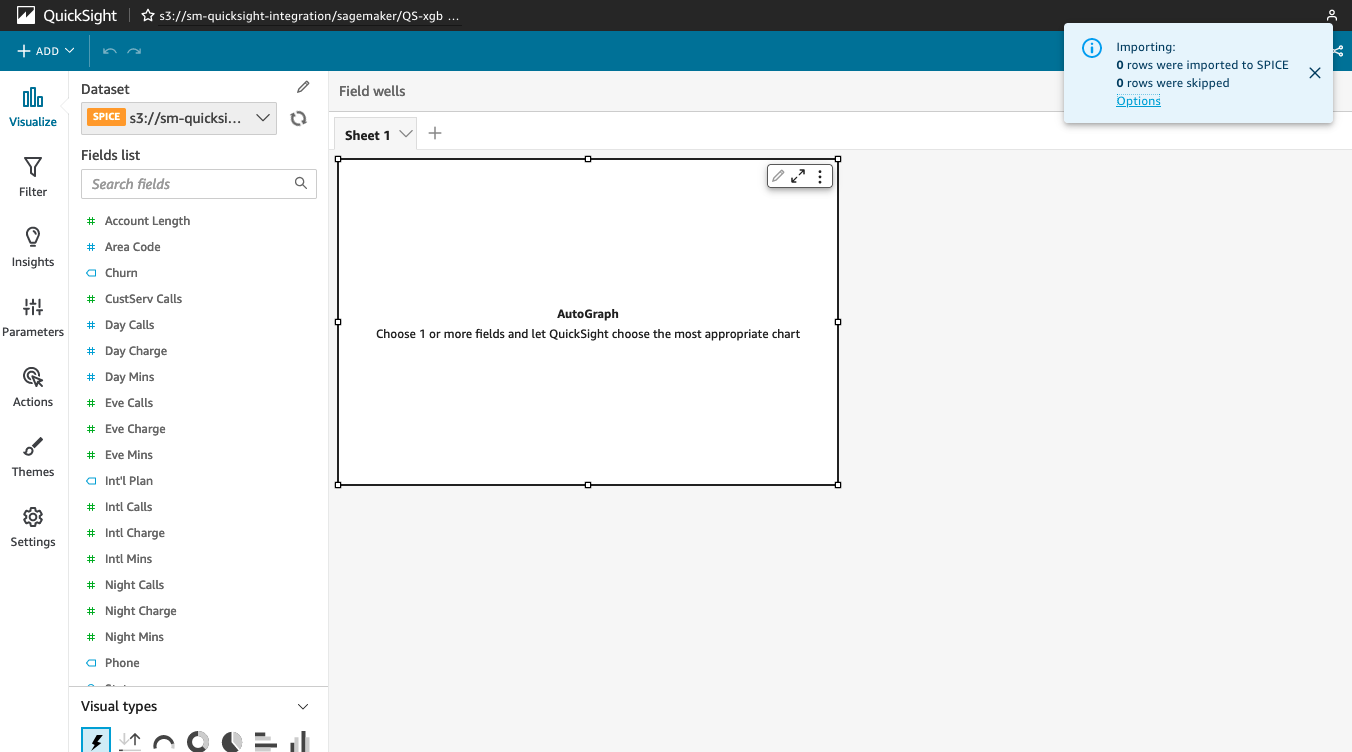 QuickSight
s3://sm-quicksight-integration/sagemaker/QS-xgb ...
ADD
Importing:
0 rows were imported to SPICE
0 rows were skipped
Options
Visualize
Filter
Insights
Parameters
Actions
Themes
Settings
Dataset
SPICE s3://sm-quicksi...
Fields list
Search fields
Account Length
Area Code
Churn
CustServ Calls
Day Calls
Day Charge
Day Mins
Eve Calls
Eve Charge
Eve Mins
Int'l Plan
Intl Calls
Intl Charge
Intl Mins
Night Calls
Night Charge
Night Mins
Phone
Visual types
Field wells
Sheet 1
AutoGraph
Choose 1 or more fields and let QuickSight choose the most appropriate chart